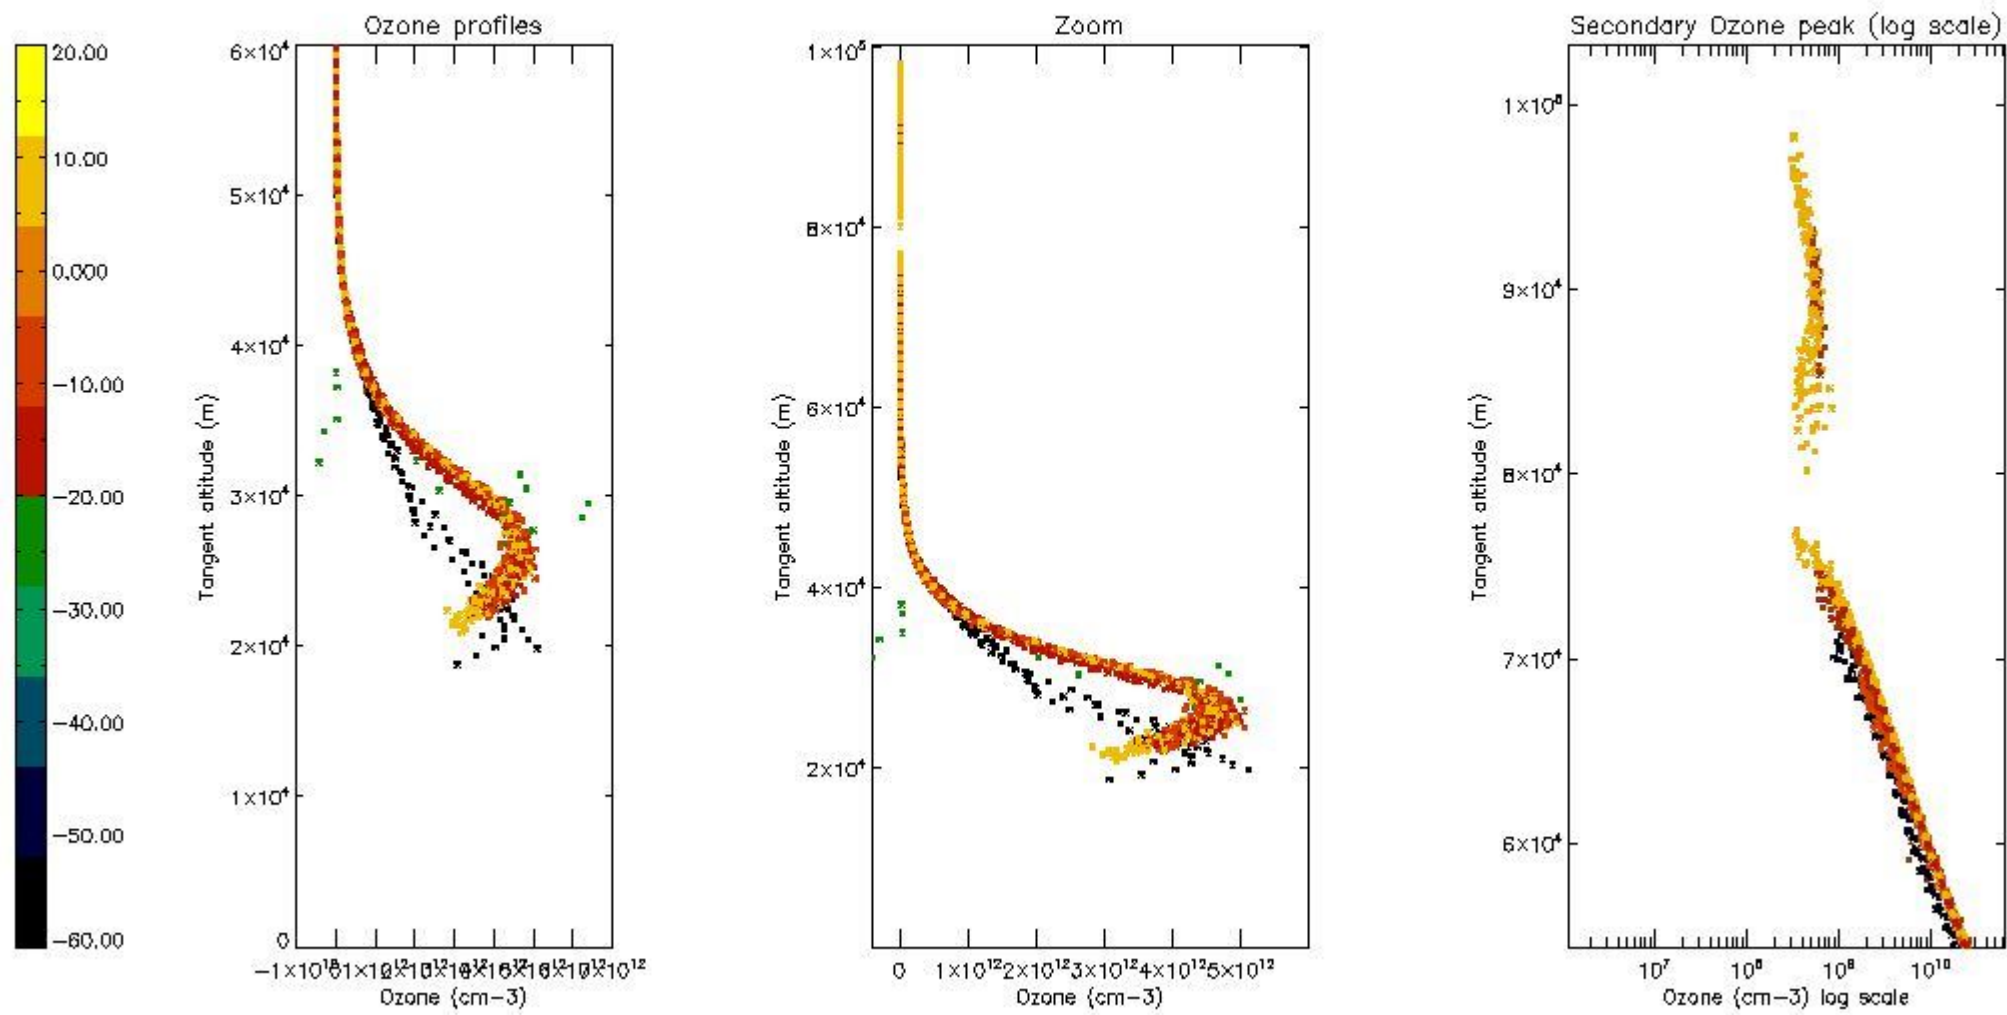 Ozone profiles
Zoom
Secondary Ozone peak (log scale)
20.00
10.00
0.000
−10.00
−20.00
−30.00
−40.00
−50.00
−60.00
6×10⁴
5×10⁴
4×10⁴
3×10⁴
2×10⁴
1×10⁴
0
Tangent altitude (m)
Ozone (cm−3)
1×10⁵
8×10⁴
6×10⁴
4×10⁴
2×10⁴
Tangent altitude (m)
0 1×10¹² 2×10¹² 3×10¹² 4×10¹² 5×10¹²
Ozone (cm−3)
9×10⁴
8×10⁴
7×10⁴
6×10⁴
Tangent altitude (m)
10⁷ 10⁸ 10⁹ 10¹⁰
Ozone (cm−3) log scale